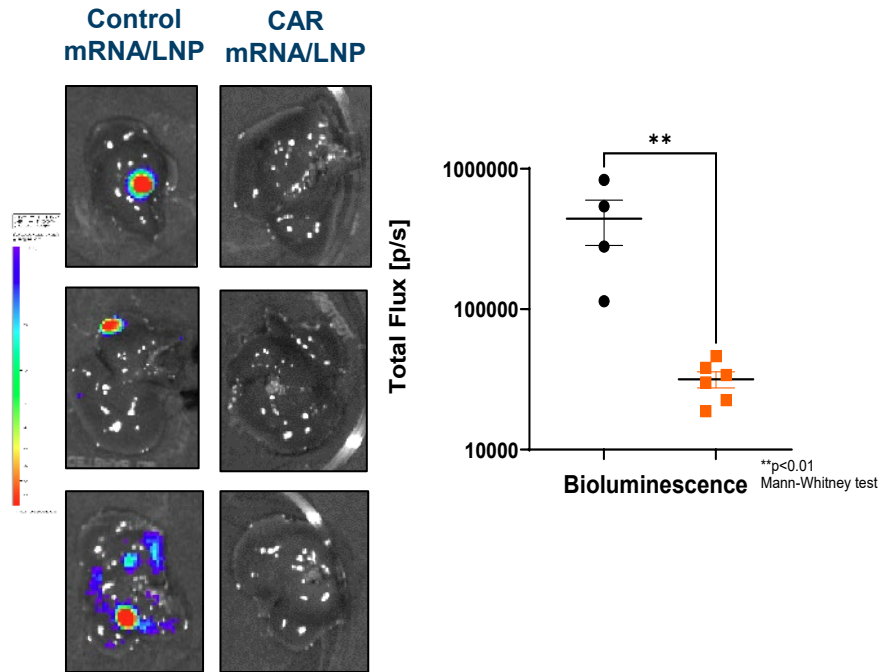 Control
mRNA/LNP
CAR
mRNA/LNP
**
Total Flux [p/s]
1000000
100000
10000
Bioluminescence
**p<0.01
Mann-Whitney test